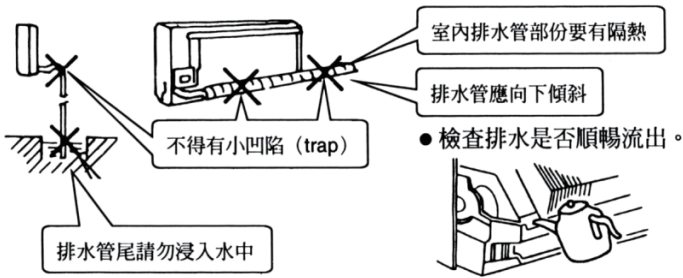 室內排水管部份要有隔熱
排水管應向下傾斜
不得有小凹陷（trap）
●檢查排水是否順暢流出。
排水管尾請勿浸入水中